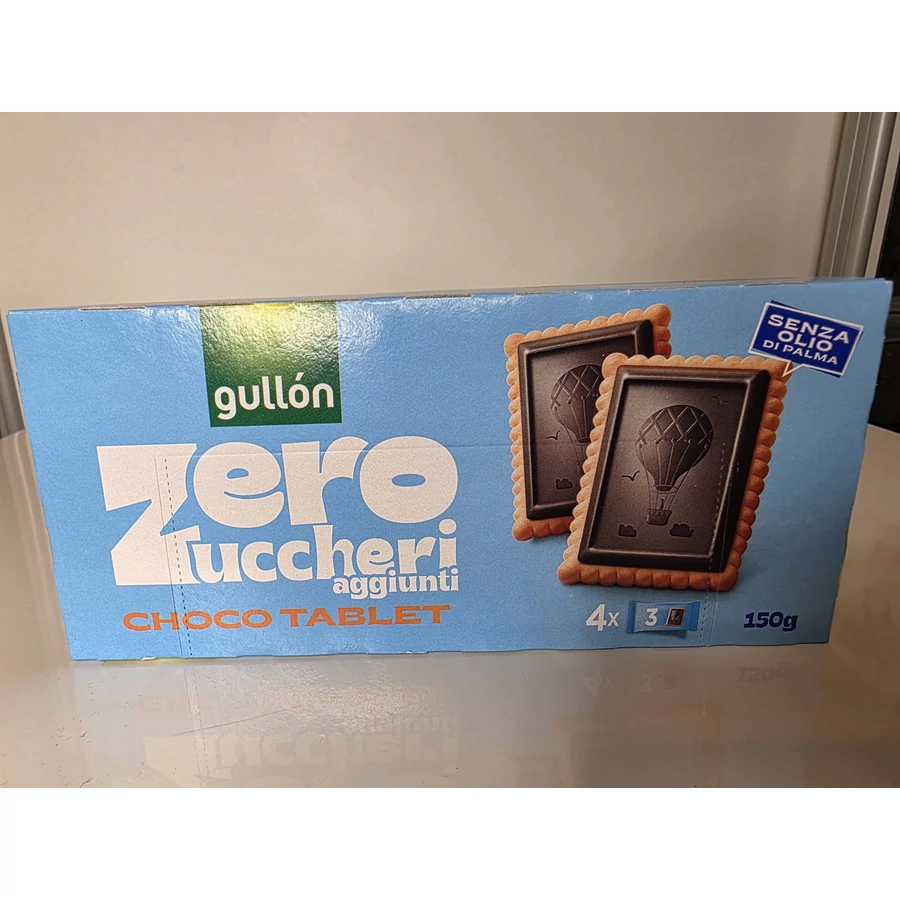 gullón
zero
Zuccheri
aggiunti
CHOCO TABLET
SENZA
OLIO
DI PALMA
4x 3
150g